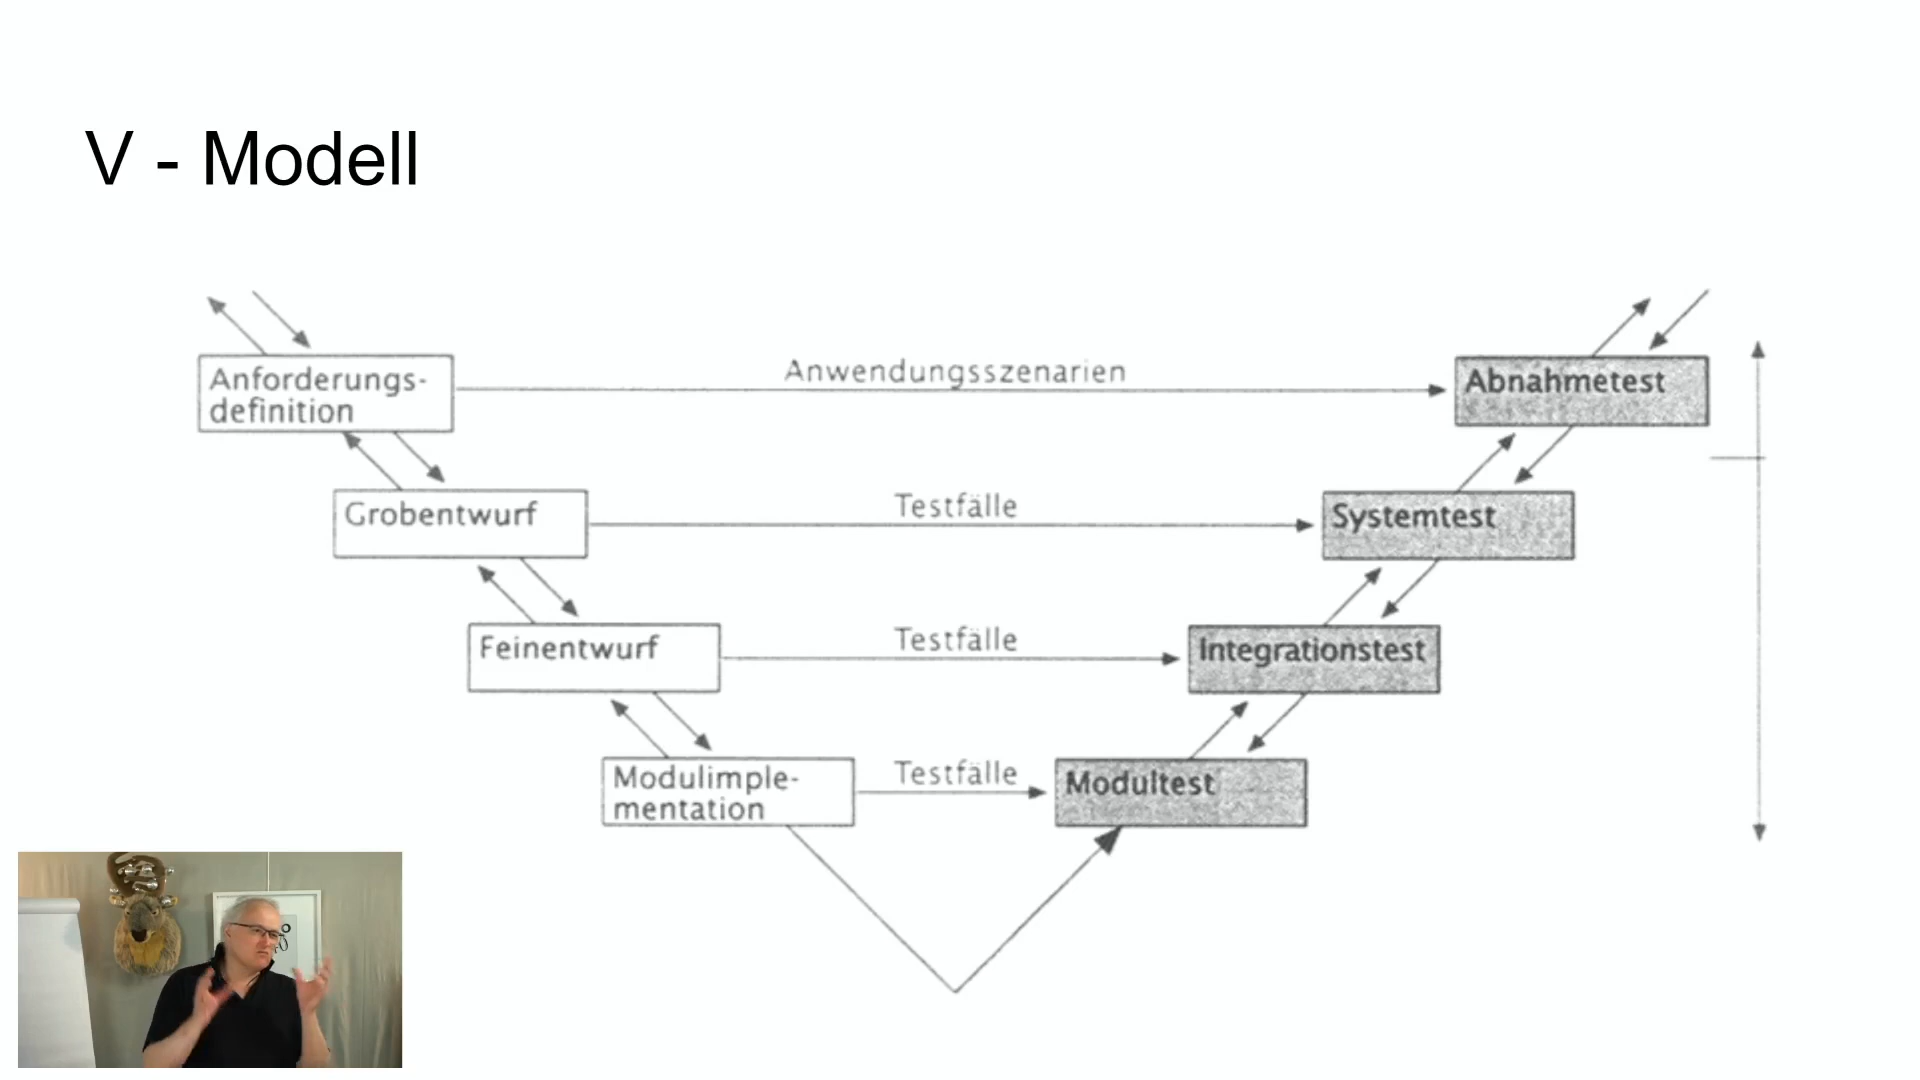 V - Modell
Anforderungs-
definition
Anwendungsszenarien
Abnahmetest
Grobentwurf
Testfälle
Systemtest
Feinentwurf
Testfälle
Integrationstest
Modulimple-
mentation
Testfälle
Modultest